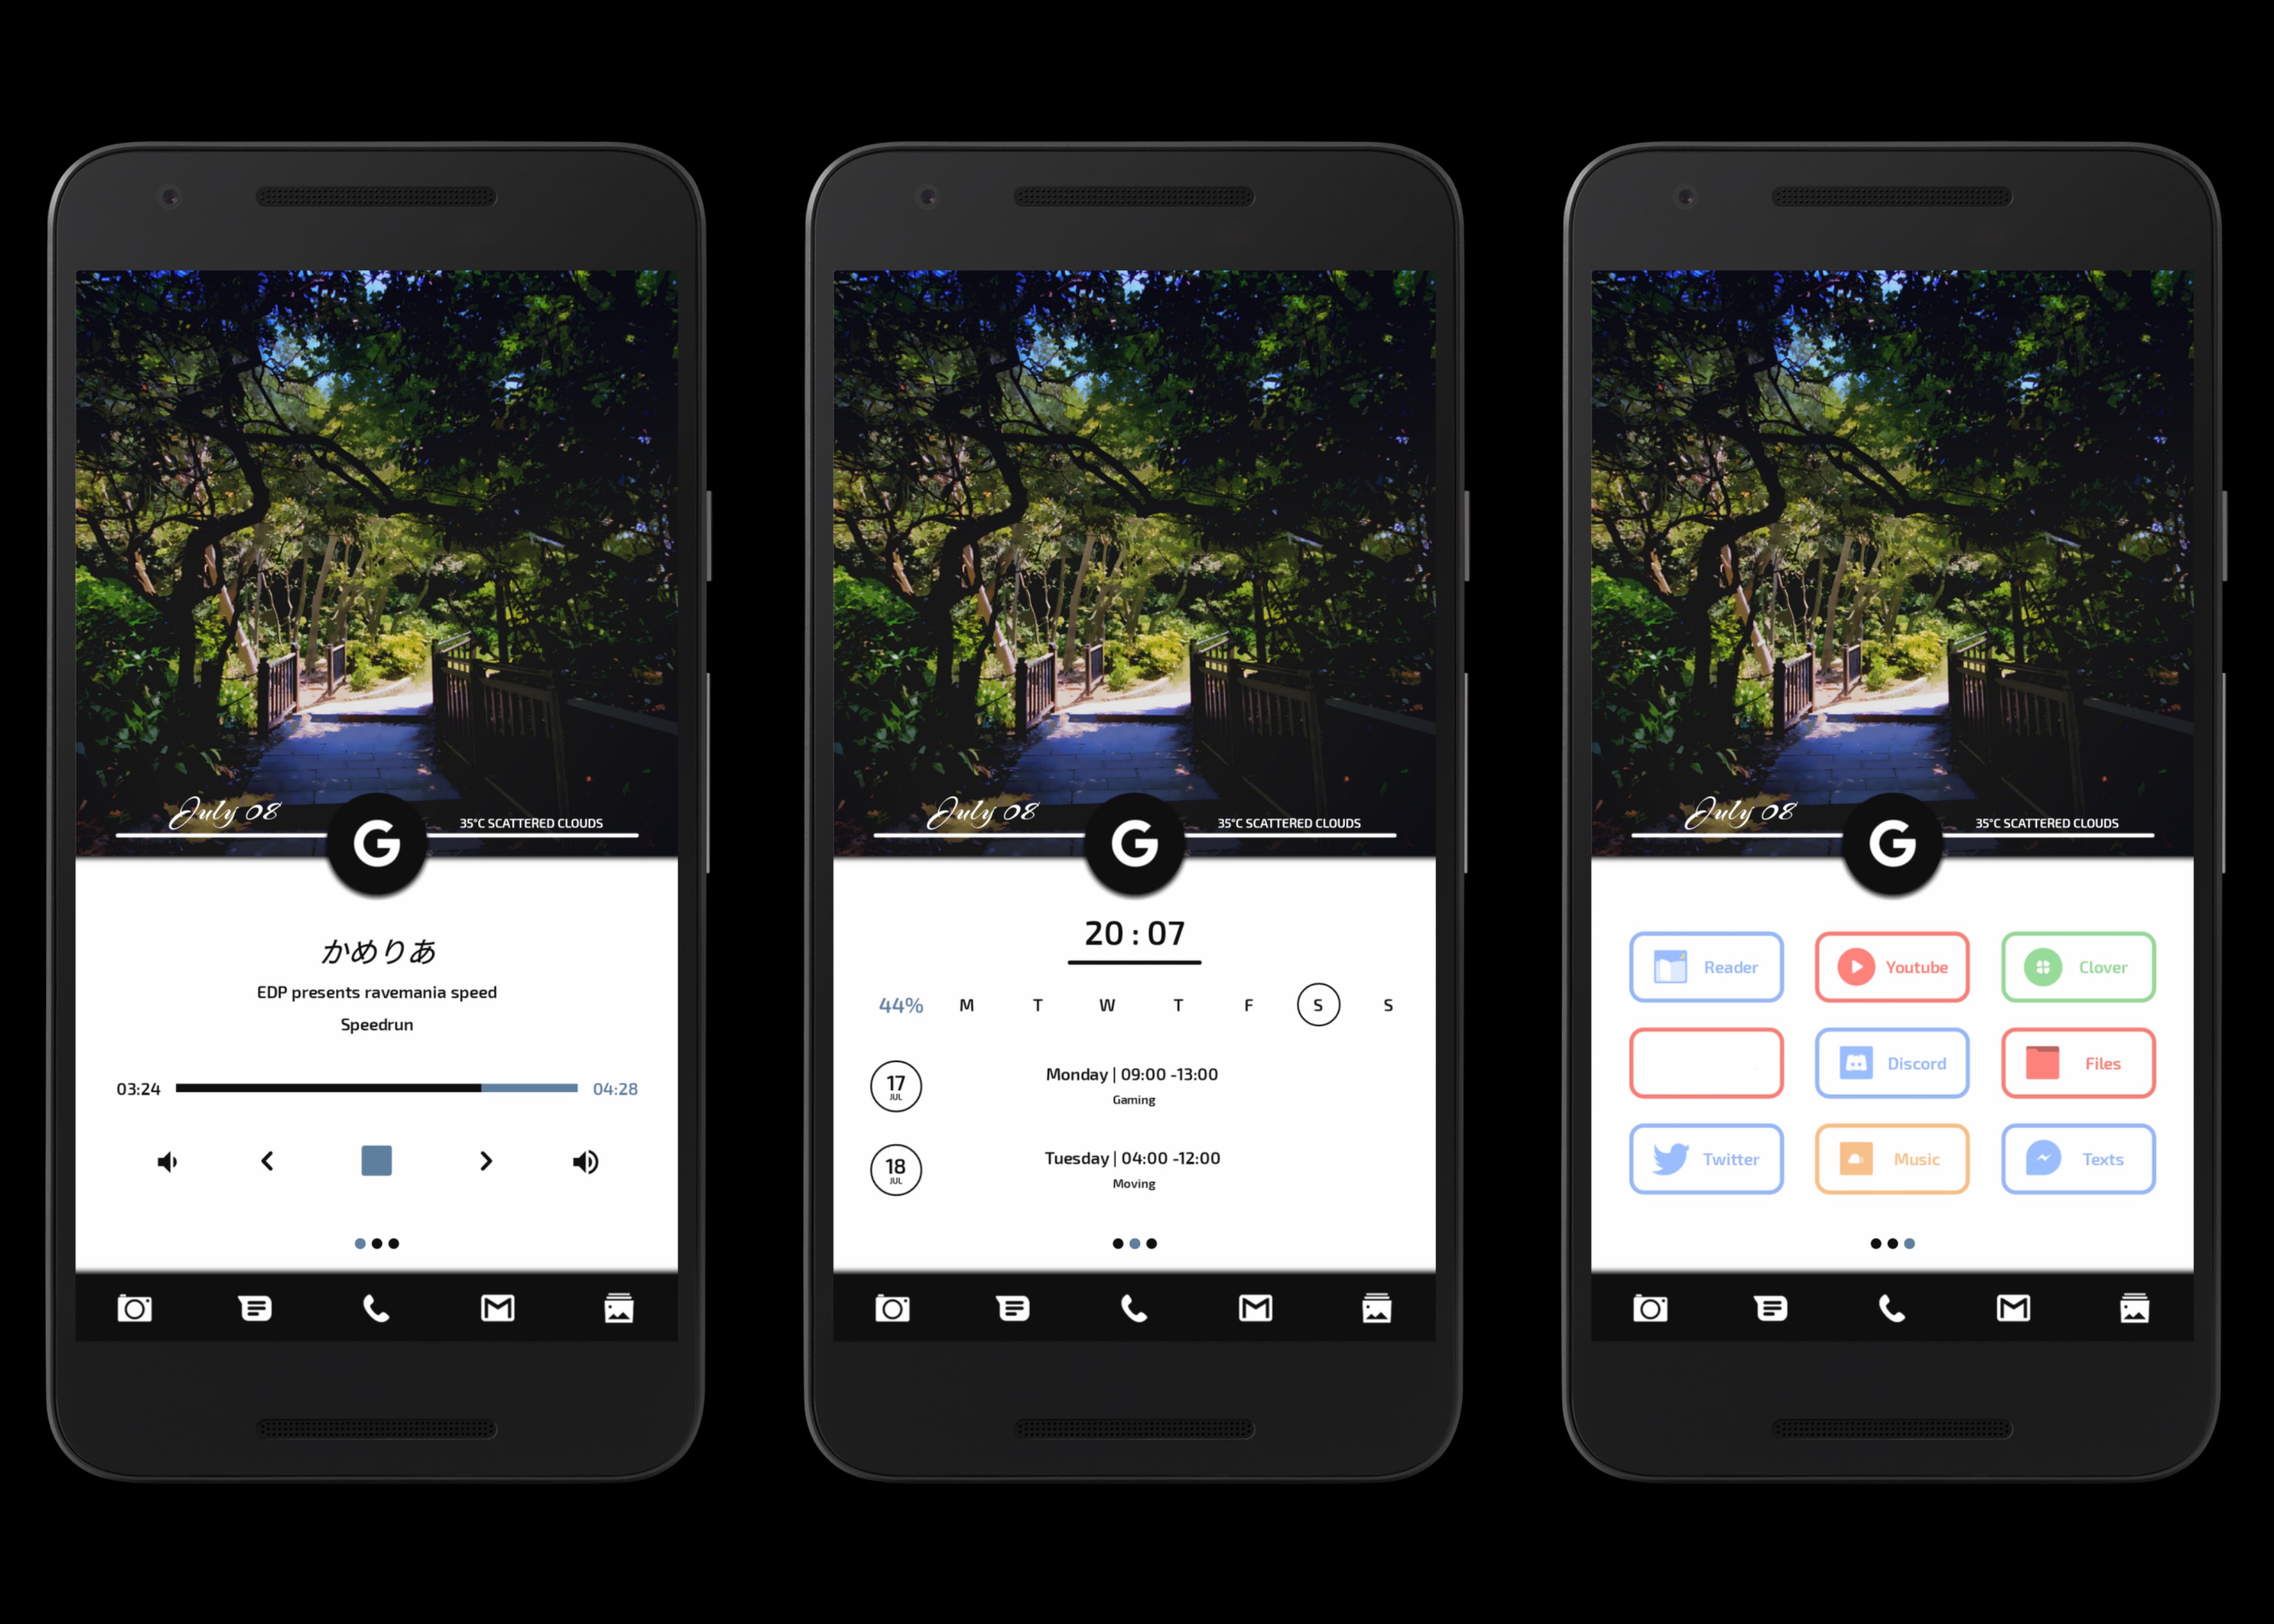 July 08
35°C SCATTERED CLOUDS
G
かめりあ
EDP presents ravemania speed
Speedrun
03:24
04:28
July 08
35°C SCATTERED CLOUDS
G
20 : 07
44% M T W T F S S
17
JUL
Monday | 09:00 -13:00
Gaming
18
JUL
Tuesday | 04:00 -12:00
Moving
July 08
35°C SCATTERED CLOUDS
G
Reader
Youtube
Clover
Discord
Files
Twitter
Music
Texts